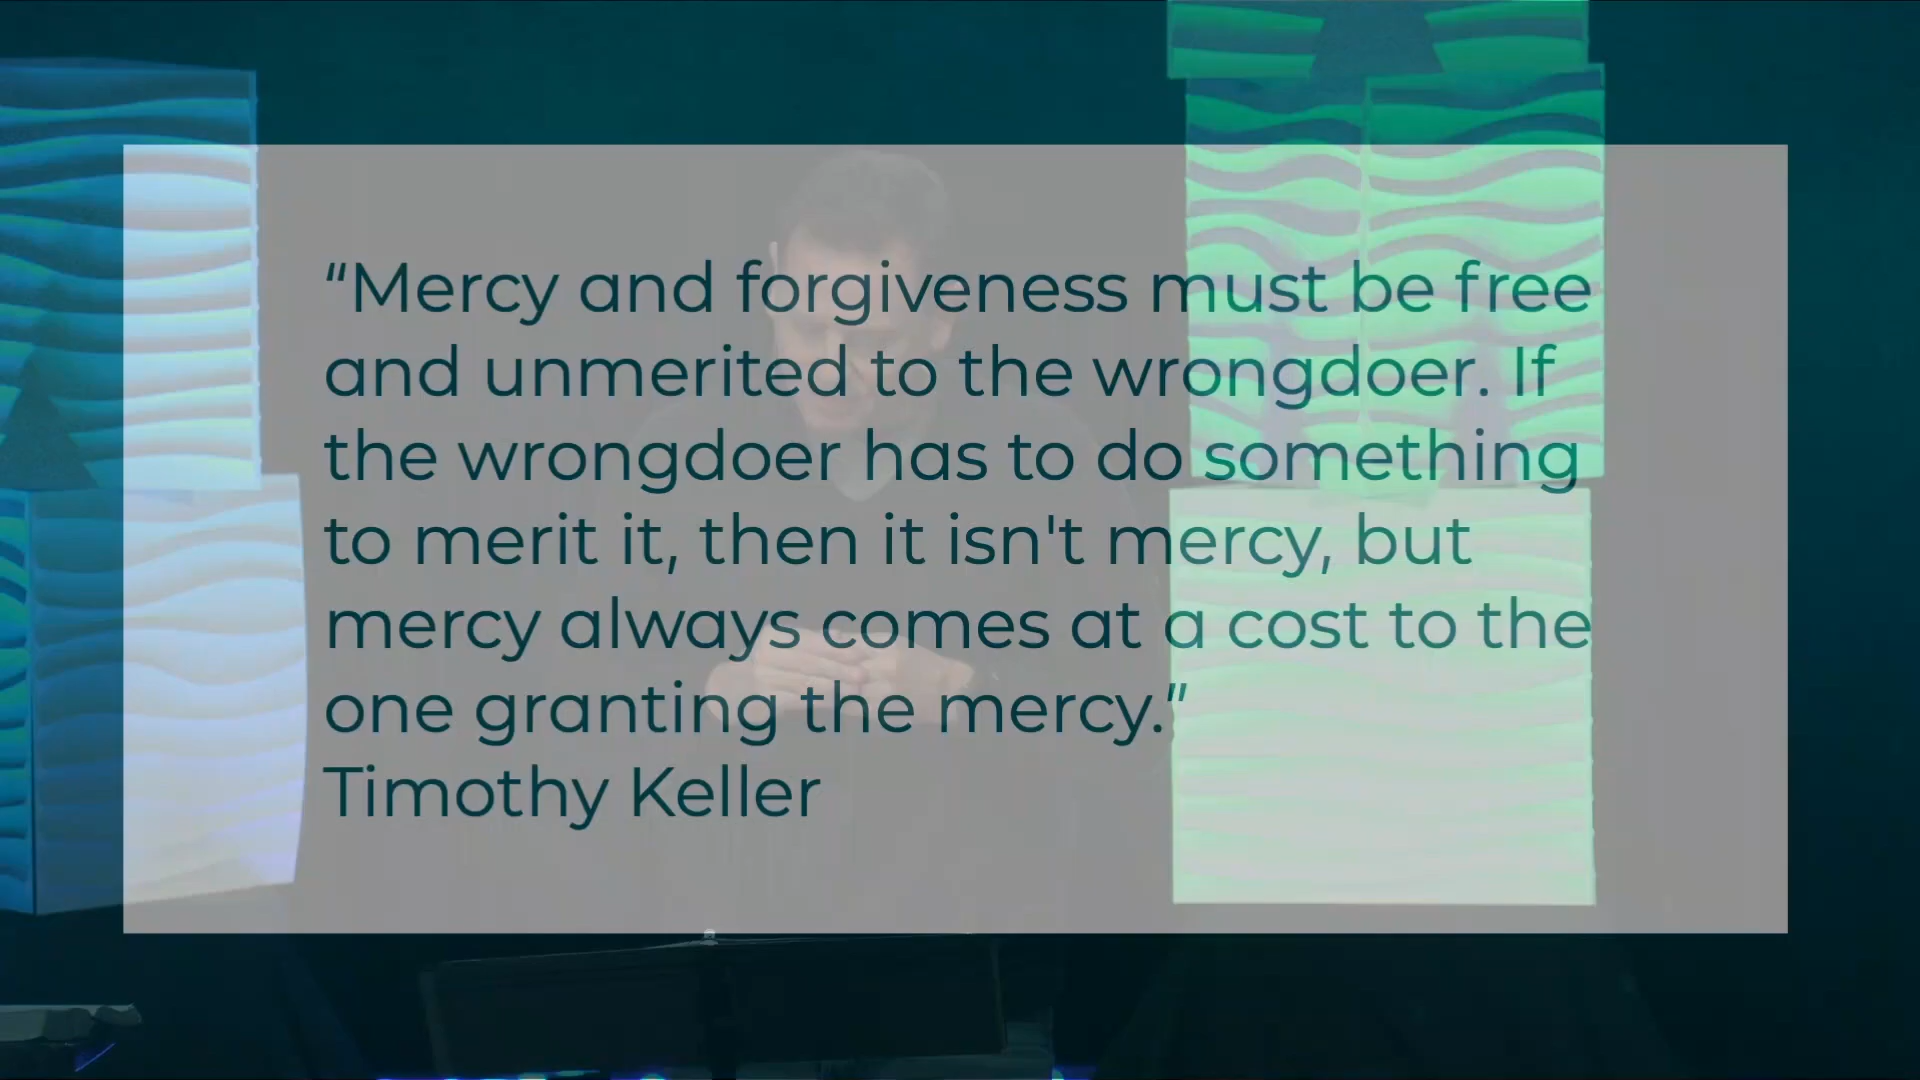 “Mercy and forgiveness must be free
and unmerited to the wrongdoer. If
the wrongdoer has to do something
to merit it, then it isn't mercy, but
mercy always comes at a cost to the
one granting the mercy.”
Timothy Keller